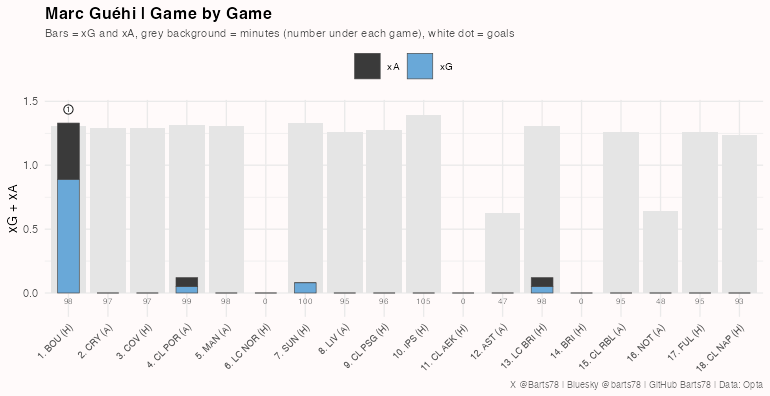 Marc Guéhi | Game by Game
Bars = xG and xA, grey background = minutes (number under each game), white dot = goals
xA xG
xG + xA
1.5
1.0
0.5
0.0
1
98 97 97 99 98 0 100 95 96 105 0 47 98 0 95 48 95 93
1. BOU (H)
2. CRY (A)
3. COV (H)
4. CL POR (A)
5. MAN (A)
6. LC NOR (H)
7. SUN (H)
8. LIV (A)
9. CL PSG (H)
10. IPS (H)
11. CL AEK (H)
12. AST (A)
13. LC BRI (H)
14. BRI (H)
15. CL RBL (A)
16. NOT (A)
17. FUL (H)
18. CL NAP (H)
X @Barts78 | Bluesky @barts78 | GitHub Barts78 | Data: Opta